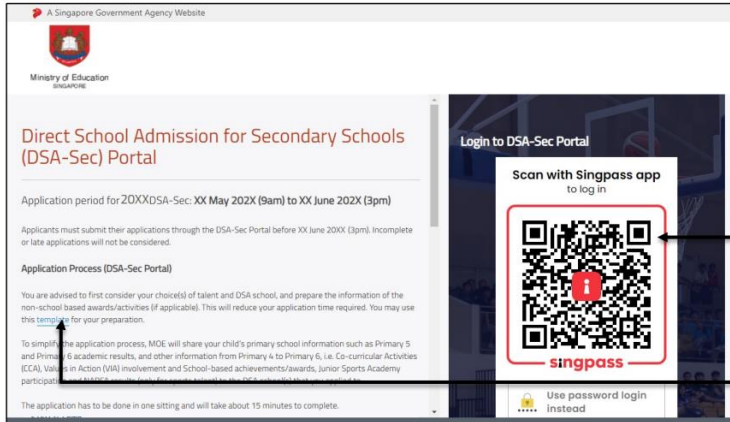 A Singapore Government Agency Website
Ministry of Education
SINGAPORE
Direct School Admission for Secondary Schools
(DSA-Sec) Portal
Application period for 20XXDSA-Sec: XX May 202X (9am) to XX June 202X (3pm)
Applicants must submit their applications through the DSA-Sec Portal before XX June 20XX (3pm). Incomplete
or late applications will not be considered.
Application Process (DSA-Sec Portal)
You are advised to first consider your choice(s) of talent and DSA school, and prepare the information of the
non-school based awards/activities (if applicable). This will reduce your application time required. You may use
this template for your preparation.
To simplify the application process, MOE will share your child's primary school information such as Primary 5
and Primary 6 academic results, and other information from Primary 4 to Primary 6, i.e. Co-curricular Activities
(CCA), Values in Action (VIA) involvement and School-based achievements/awards, Junior Sports Academy
participation and NAPFA results (only for sports talent) to the DSA school(s) that you applied to.
The application has to be done in one sitting and will take about 15 minutes to complete.
Login to DSA-Sec Portal
Scan with Singpass app
to log in
singpass
Use password login
instead